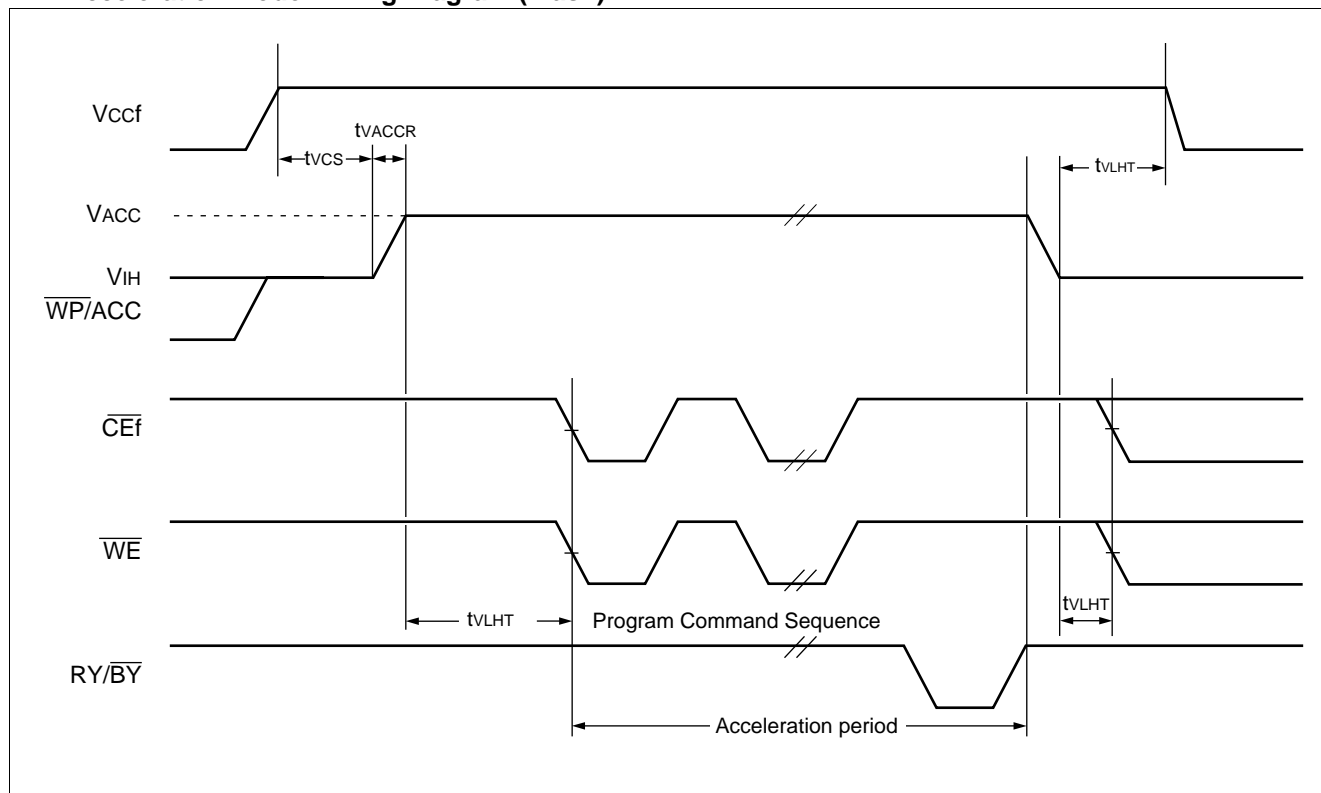 VCCf
tVACCR
tVCS
tVLHT
VACC
VIH
WP/ACC
CEf
WE
tVLHT
Program Command Sequence
tVLHT
RY/BY
Acceleration period